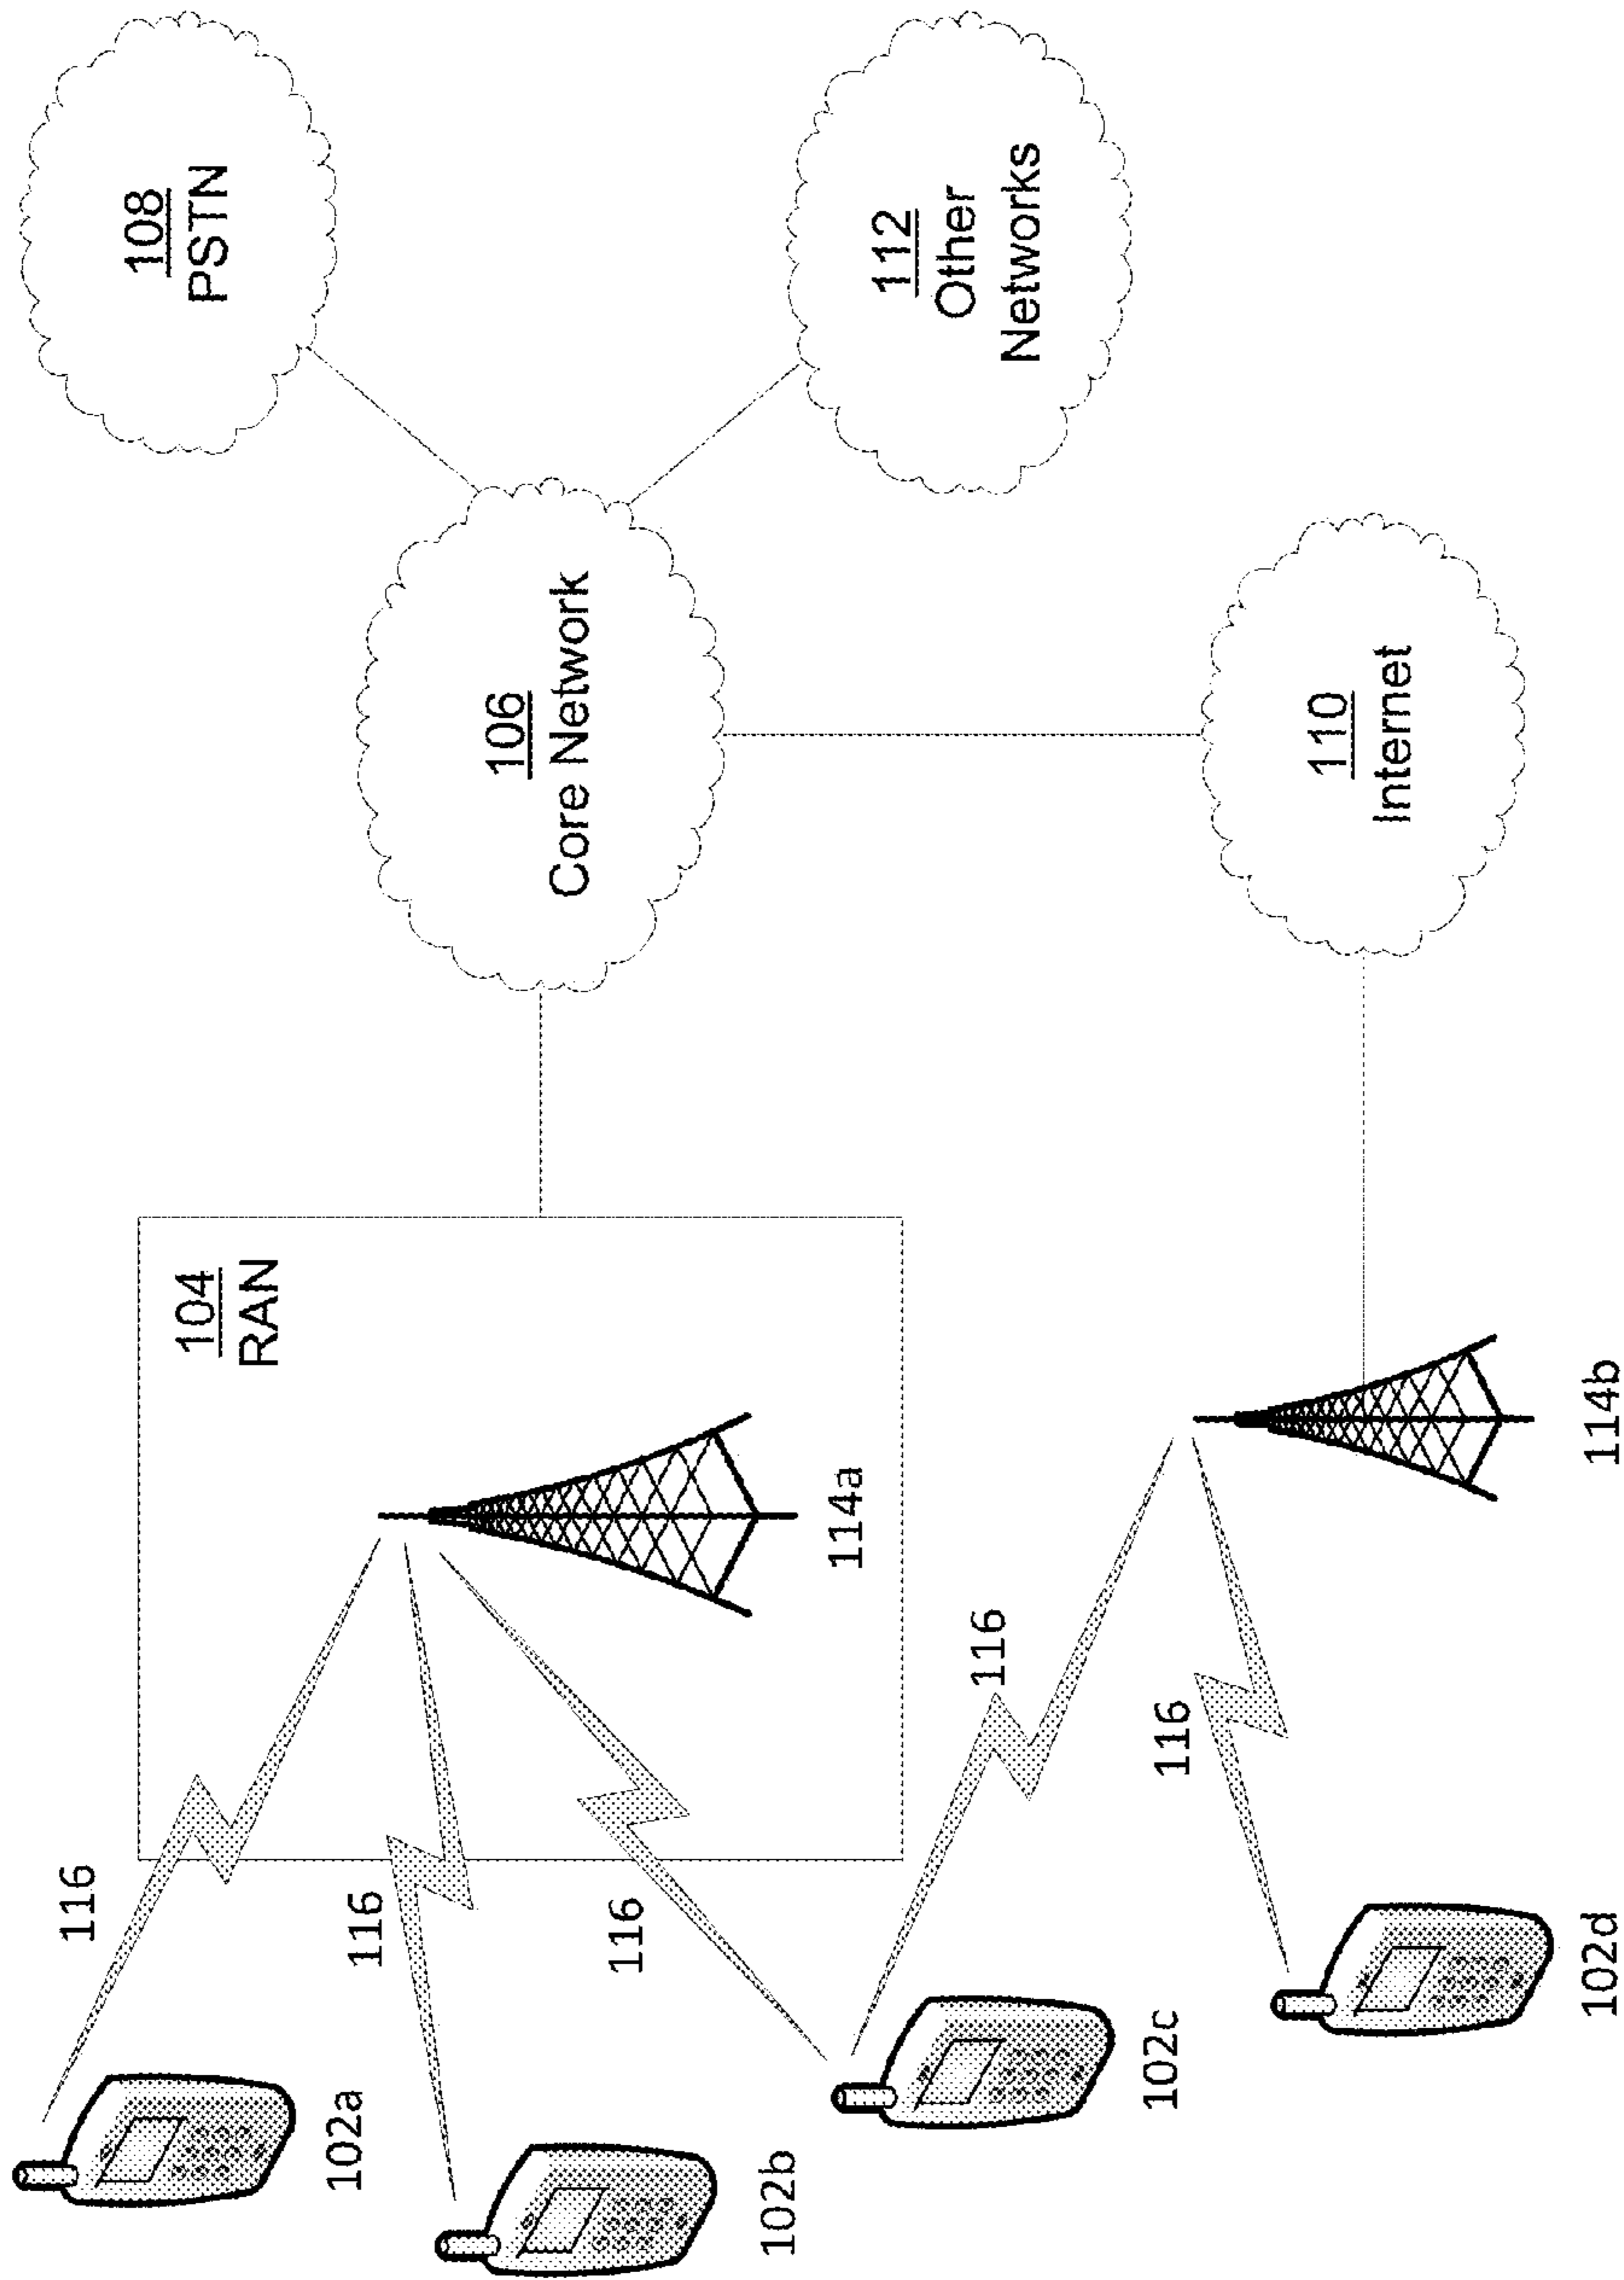 108
PSTN
106
Core Network
112
Other
Networks
104
RAN
110
Internet
114a
114b
116
116
116
116
116
102a
102b
102c
102d